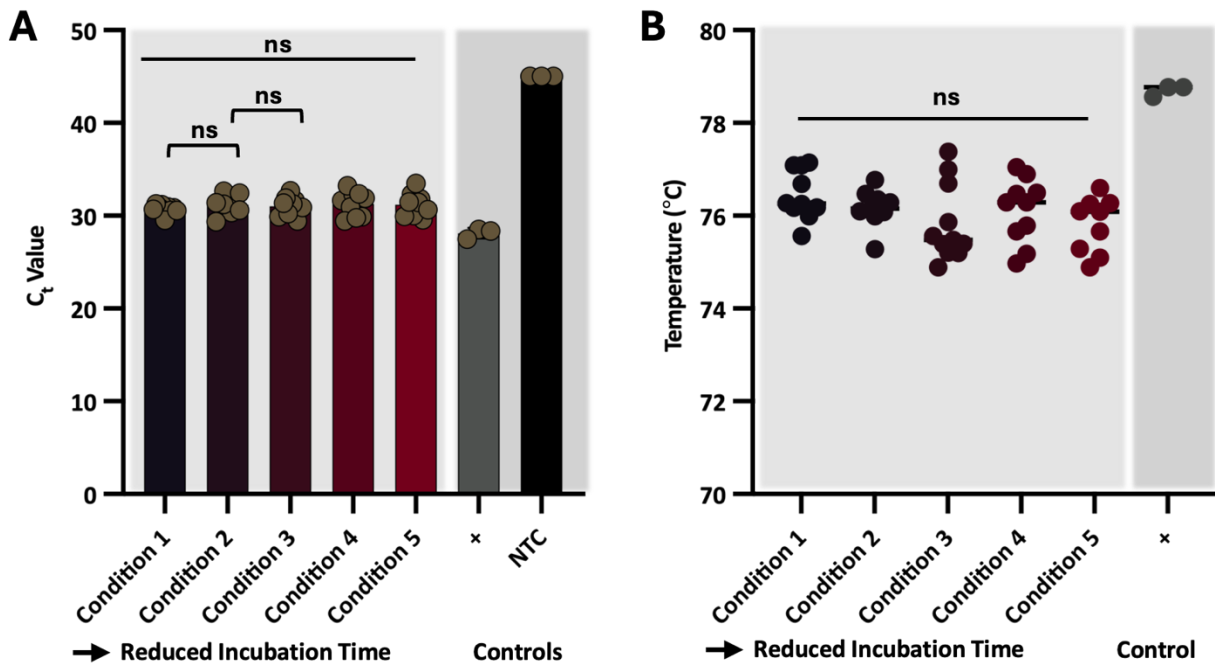 A
50
40
30
20
10
0
Ct Value
ns
ns
ns
Condition 1
Condition 2
Condition 3
Condition 4
Condition 5
+
NTC
Reduced Incubation Time
Controls
B
80
78
76
74
72
70
Temperature (°C)
ns
Condition 1
Condition 2
Condition 3
Condition 4
Condition 5
+
Reduced Incubation Time
Control